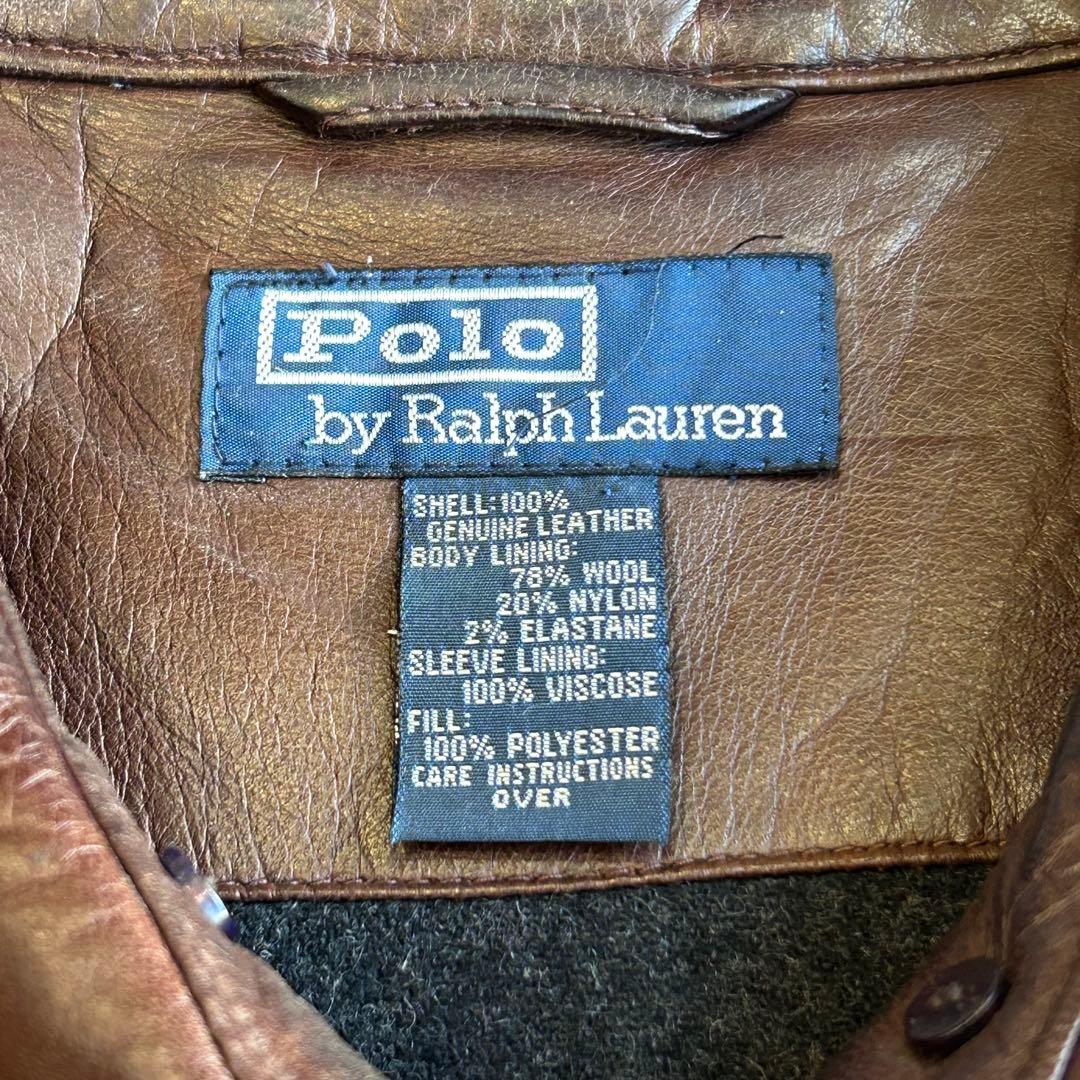 Polo
by Ralph Lauren
SHELL:100%
GENUINE LEATHER
BODY LINING:
78% WOOL
20% NYLON
2% ELASTANE
SLEEVE LINING:
100% VISCOSE
FILL:
100% POLYESTER
CARE INSTRUCTIONS
OVER